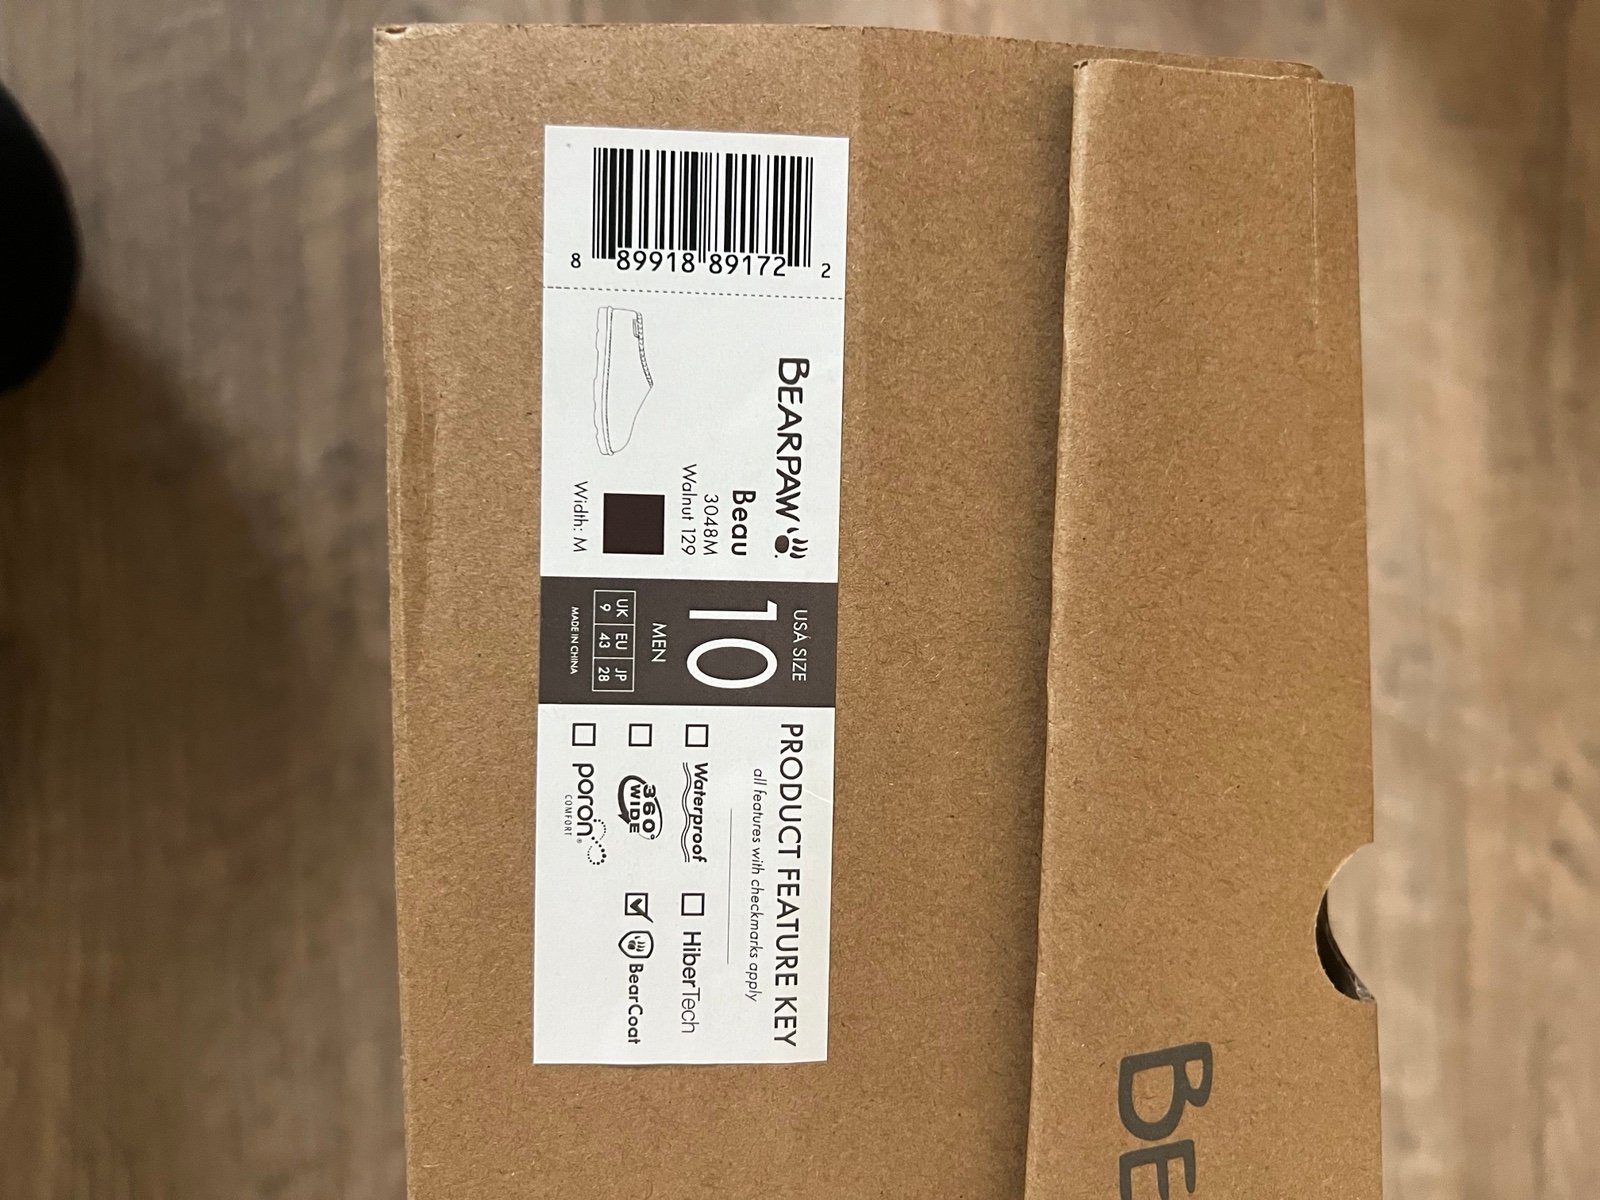 8 89918 89172 2
BEARPAW
Beau
3048M
Walnut 129
Width: M
USA SIZE
10
MEN
UK EU JP
9 43 28
MADE IN CHINA
PRODUCT FEATURE KEY
all features with checkmarks apply
Waterproof
HiberTech
360° WIDE
BearCoat
poron®
COMFORT
BE